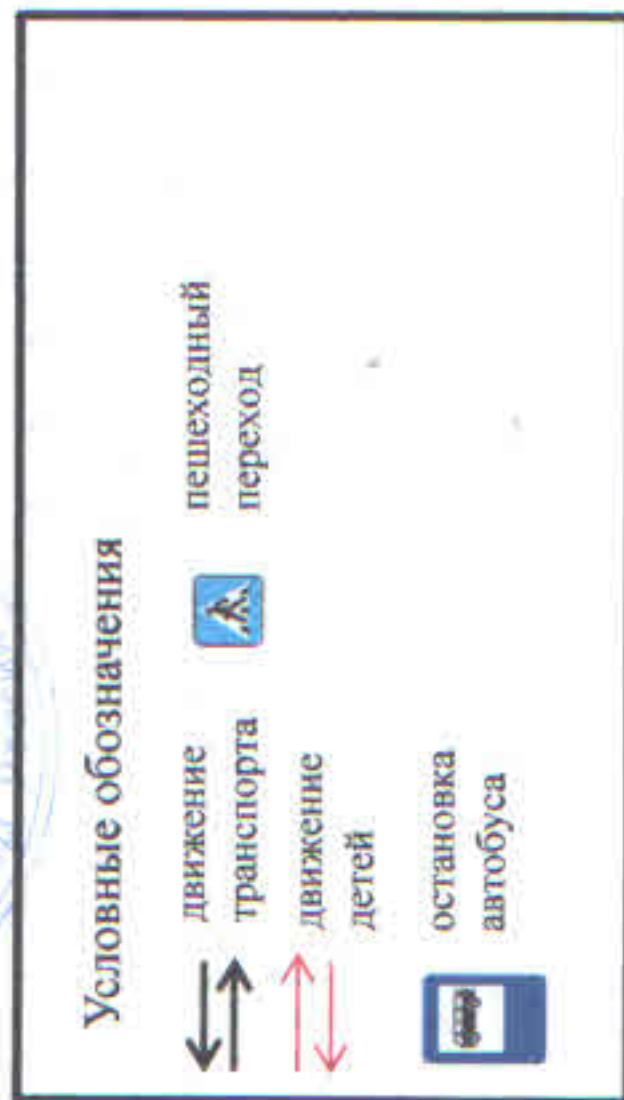 Условные обозначения
движение
транспорта
пешеходный
переход
движение
детей
остановка
автобуса